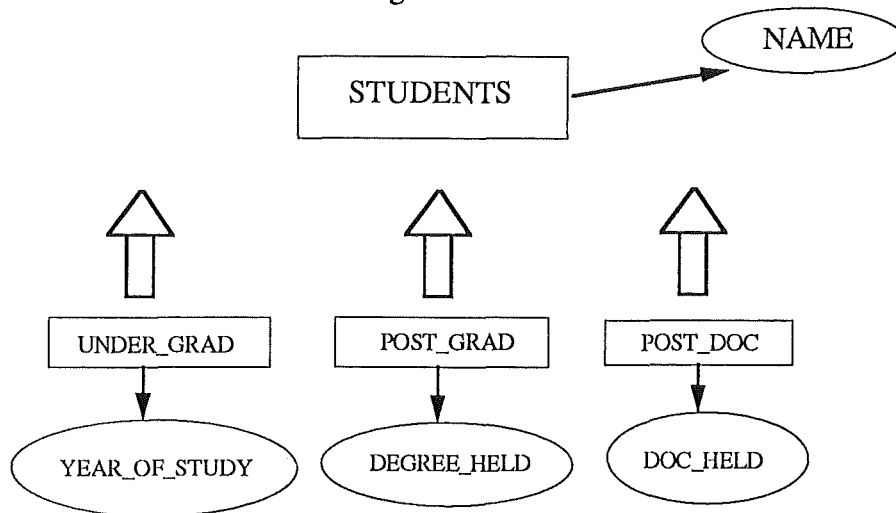 NAME
STUDENTS
UNDER_GRAD
POST_GRAD
POST_DOC
YEAR_OF_STUDY
DEGREE_HELD
DOC_HELD